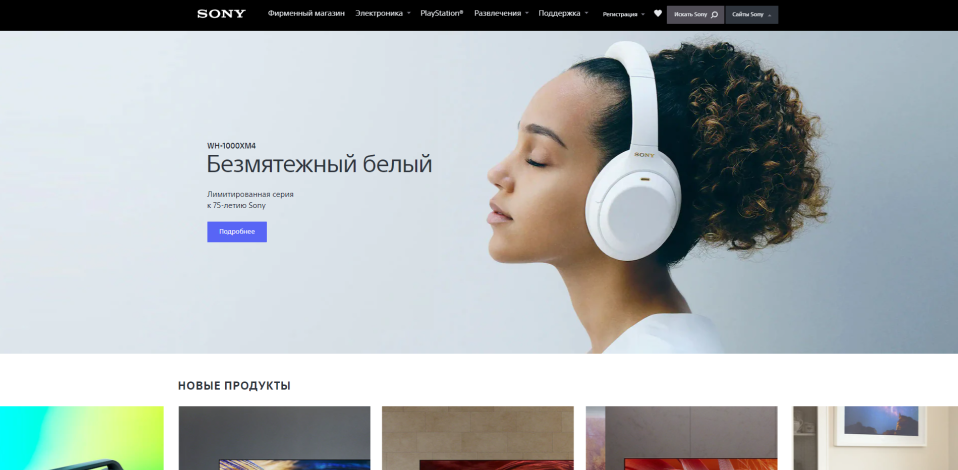 SONY Фирменный магазин Электроника PlayStation® Развлечения Поддержка Регистрация Искать Sony Сайты Sony
WH-1000XM4
Безмятежный белый
Лимитированная серия
к 75-летию Sony
Подробнее
SONY
НОВЫЕ ПРОДУКТЫ